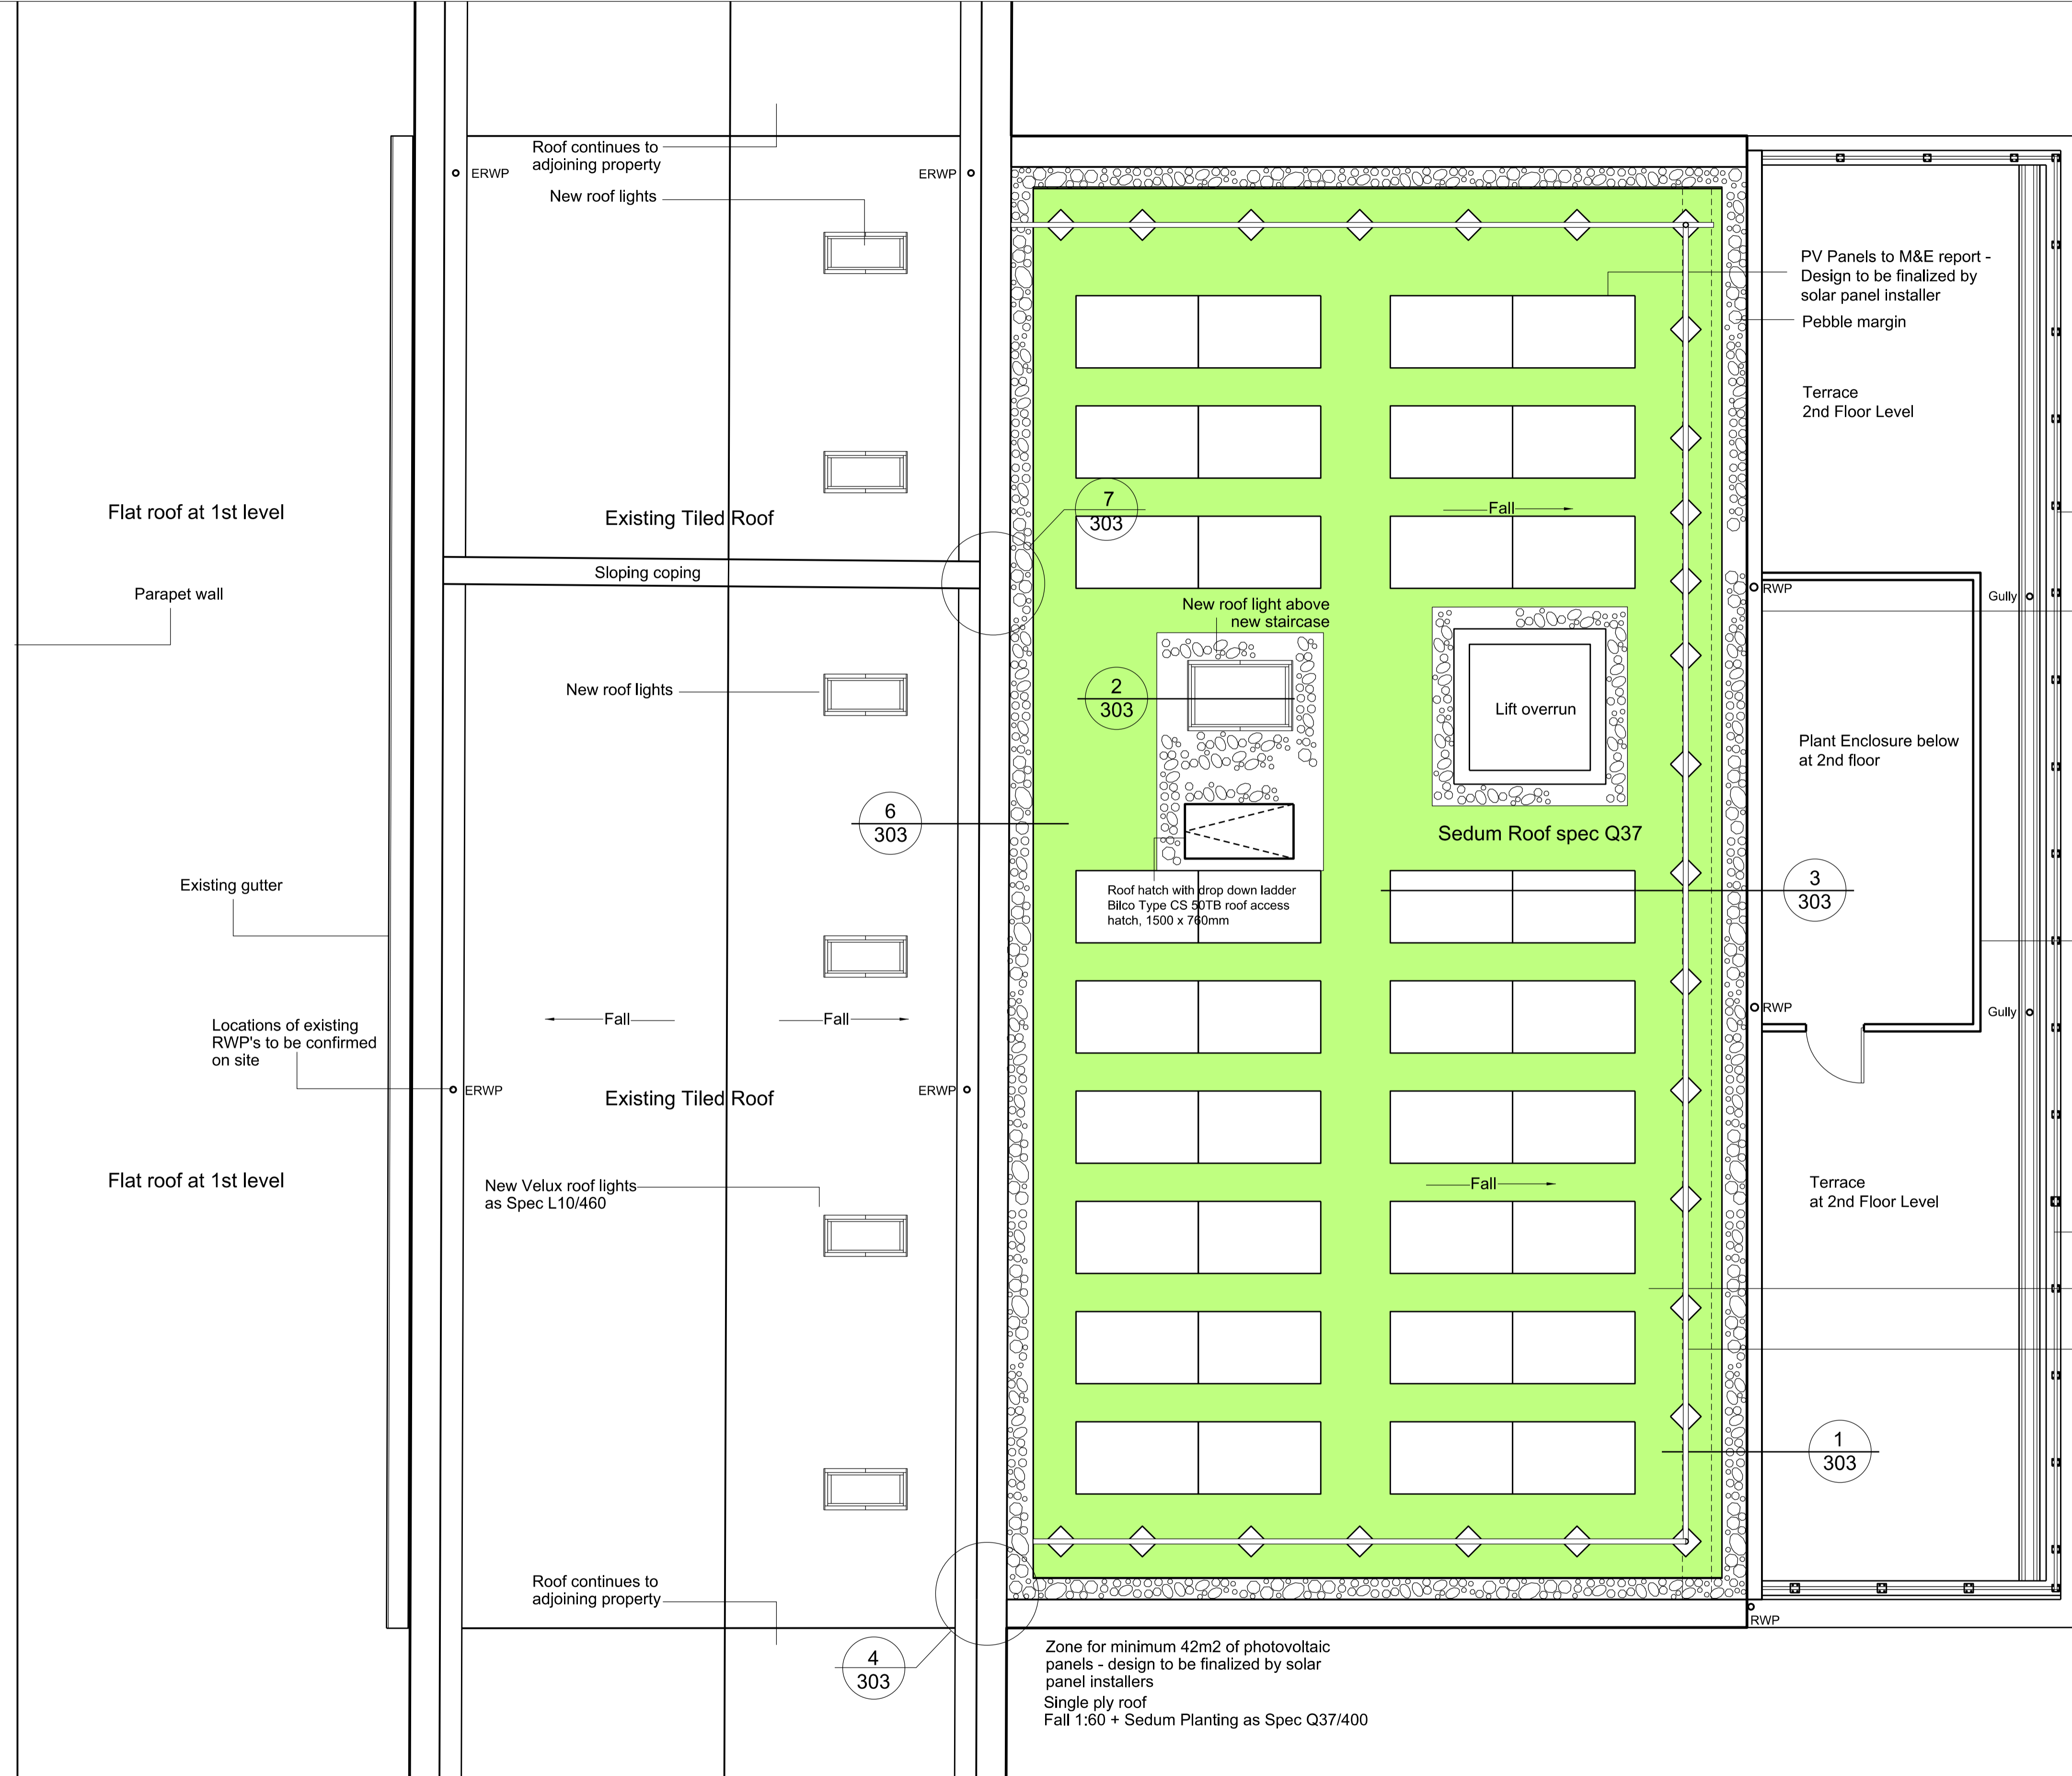 Roof continues to
adjoining property
ERWP
ERWP
New roof lights
PV Panels to M&E report -
Design to be finalized by
solar panel installer
Pebble margin
Terrace
2nd Floor Level
Flat roof at 1st level
Existing Tiled Roof
7
303
Fall
Sloping coping
Parapet wall
RWP
Gully
New roof light above
new staircase
New roof lights
2
303
Lift overrun
Plant Enclosure below
at 2nd floor
6
303
Sedum Roof spec Q37
Existing gutter
Roof hatch with drop down ladder
Bilco Type CS 50TB roof access
hatch, 1500 x 760mm
3
303
Locations of existing
RWP's to be confirmed
on site
Fall
Fall
RWP
Gully
ERWP
ERWP
Existing Tiled Roof
Flat roof at 1st level
New Velux roof lights
as Spec L10/460
Fall
Terrace
at 2nd Floor Level
1
303
Roof continues to
adjoining property
RWP
4
303
Zone for minimum 42m2 of photovoltaic
panels - design to be finalized by solar
panel installers
Single ply roof
Fall 1:60 + Sedum Planting as Spec Q37/400